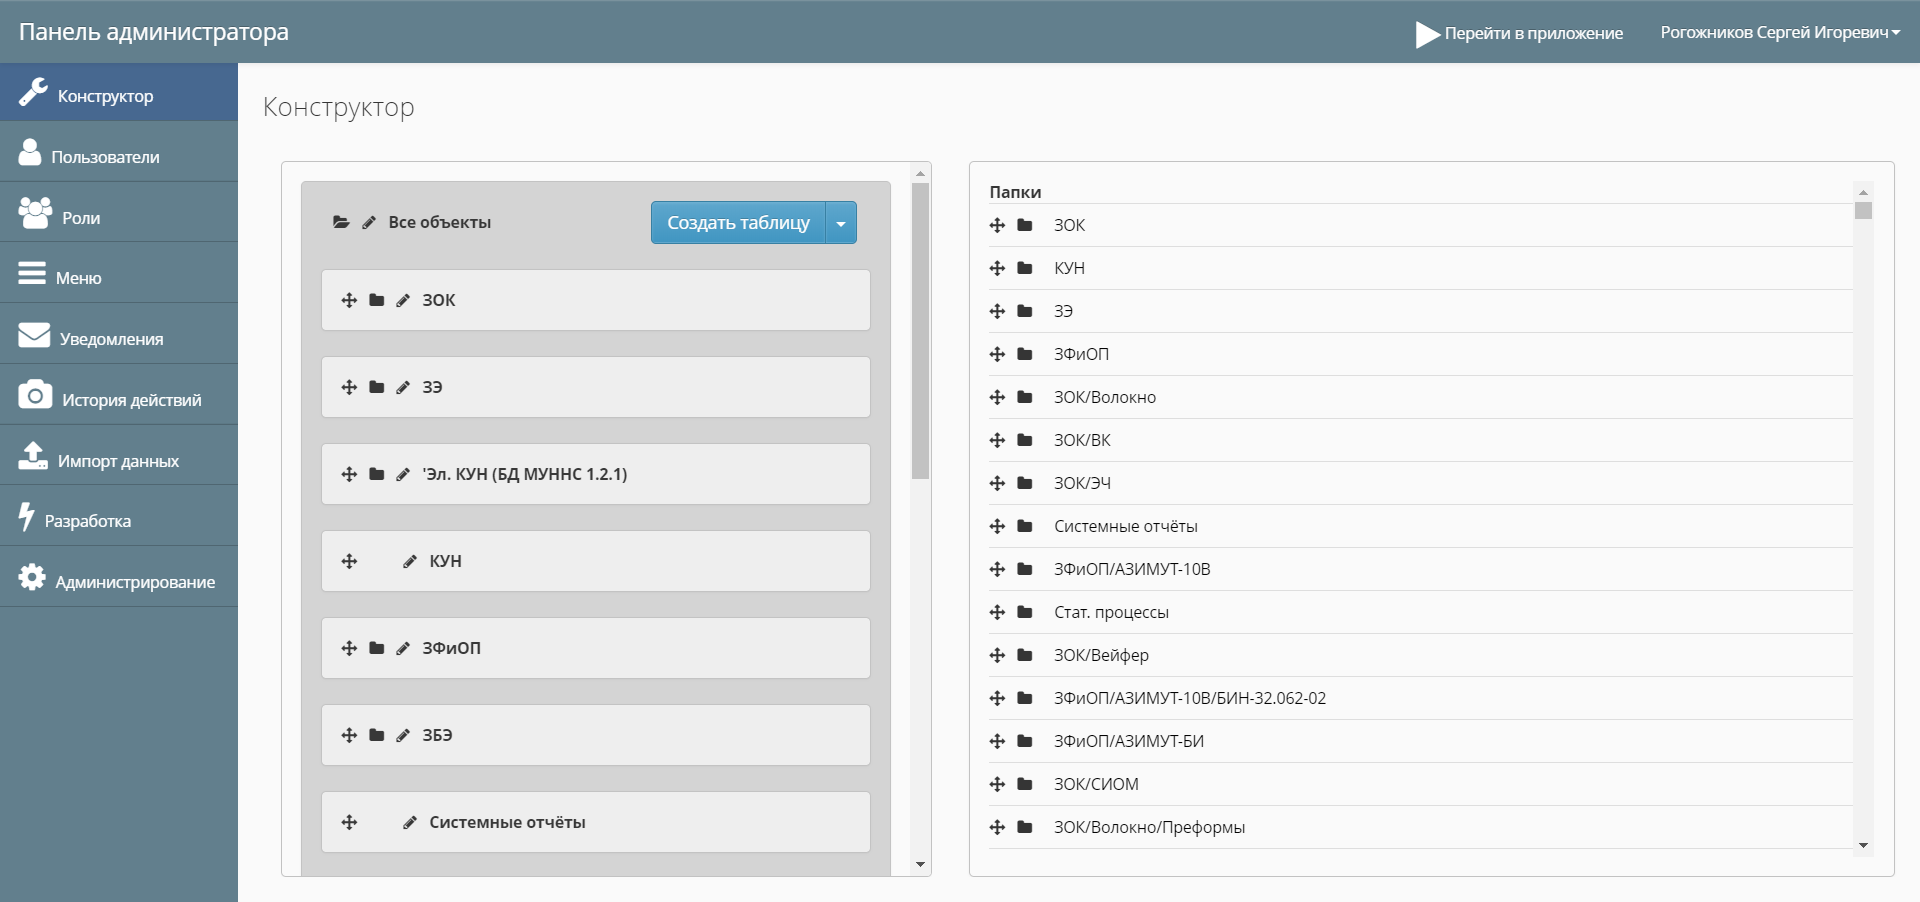 Панель администратора
Перейти в приложение
Рогожников Сергей Игоревич
Конструктор
Пользователи
Роли
Меню
Уведомления
История действий
Импорт данных
Разработка
Администрирование
Конструктор
Все объекты
Создать таблицу
ЗОК
ЗЭ
'Эл. КУН (БД МУННС 1.2.1)
КУН
ЗФиОП
ЗБЭ
Системные отчёты
Папки
ЗОК
КУН
ЗЭ
ЗФиОП
ЗОК/Волокно
ЗОК/ВК
ЗОК/ЭЧ
Системные отчёты
ЗФиОП/АЗИМУТ-10В
Стат. процессы
ЗОК/Вейфер
ЗФиОП/АЗИМУТ-10В/БИН-32.062-02
ЗФиОП/АЗИМУТ-БИ
ЗОК/СИОМ
ЗОК/Волокно/Преформы